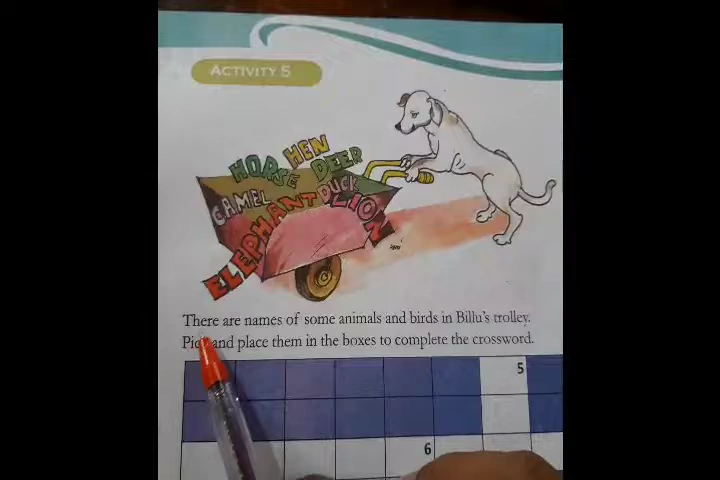 ACTIVITY 5
HEN
HORSE
DEER
CAMEL
DUCK
ELEPHANT
LION
There are names of some animals and birds in Billu's trolley.
Pick and place them in the boxes to complete the crossword.
5
6